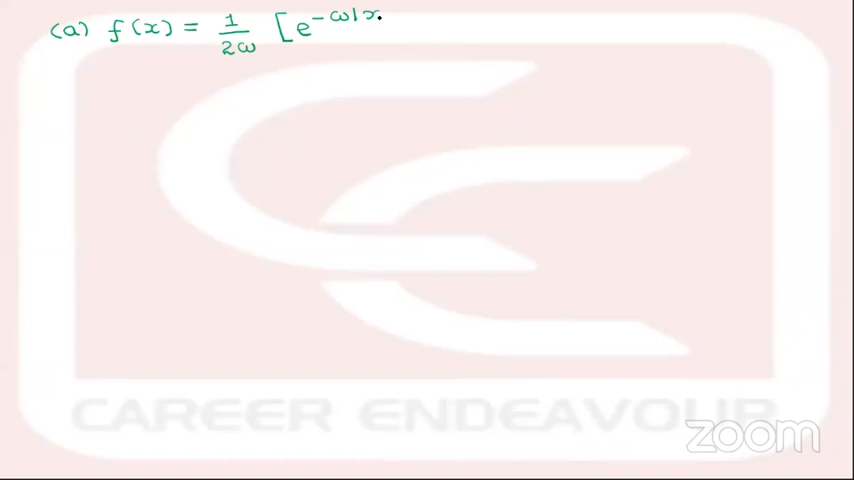 (a) f(x) = 1/2ω [e^-ω|x
CAREER ENDEAVOUR
zoom